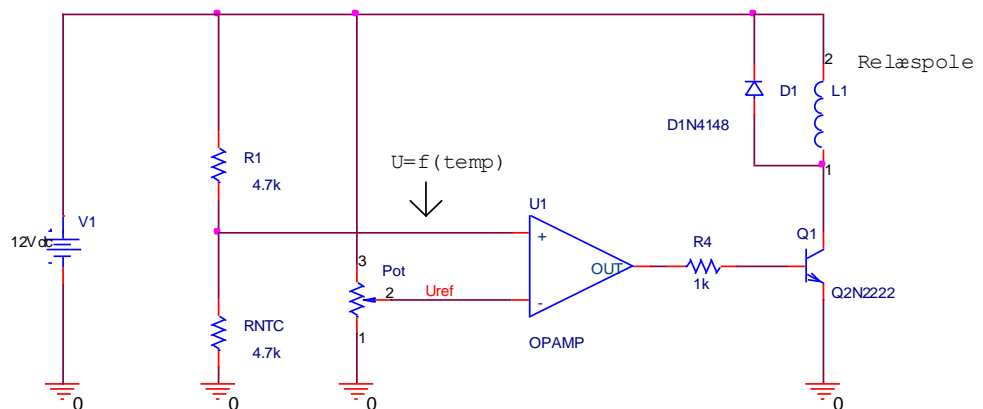 2
Relæspole
D1
L1
D1N4148
R1
4.7k
U=f(temp)
1
U1
V1
12Vdc
+
Q1
R4
3
Pot
OUT
2
Uref
1k
Q2N2222
-
RNTC
4.7k
1
OPAMP
0
0
0
0